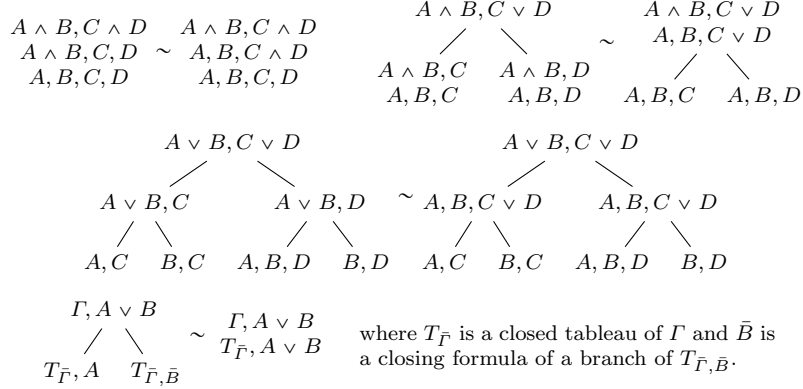 A ∧ B, C ∧ D
A ∧ B, C, D
A, B, C, D
∼
A ∧ B, C ∧ D
A, B, C ∧ D
A, B, C, D
A ∧ B, C ∨ D
A ∧ B, C A ∧ B, D
A, B, C A, B, D
∼
A ∧ B, C ∨ D
A, B, C ∨ D
A, B, C A, B, D
A ∨ B, C ∨ D
A ∨ B, C A ∨ B, D
A, C B, C A, B, D B, D
∼
A ∨ B, C ∨ D
A, B, C ∨ D A, B, C ∨ D
A, C B, C A, B, D B, D
Γ, A ∨ B
T_Γ̄, A T_Γ̄,B̄
∼
Γ, A ∨ B
T_Γ̄, A ∨ B
where T_Γ̄ is a closed tableau of Γ and B̄ is
a closing formula of a branch of T_Γ̄,B̄.